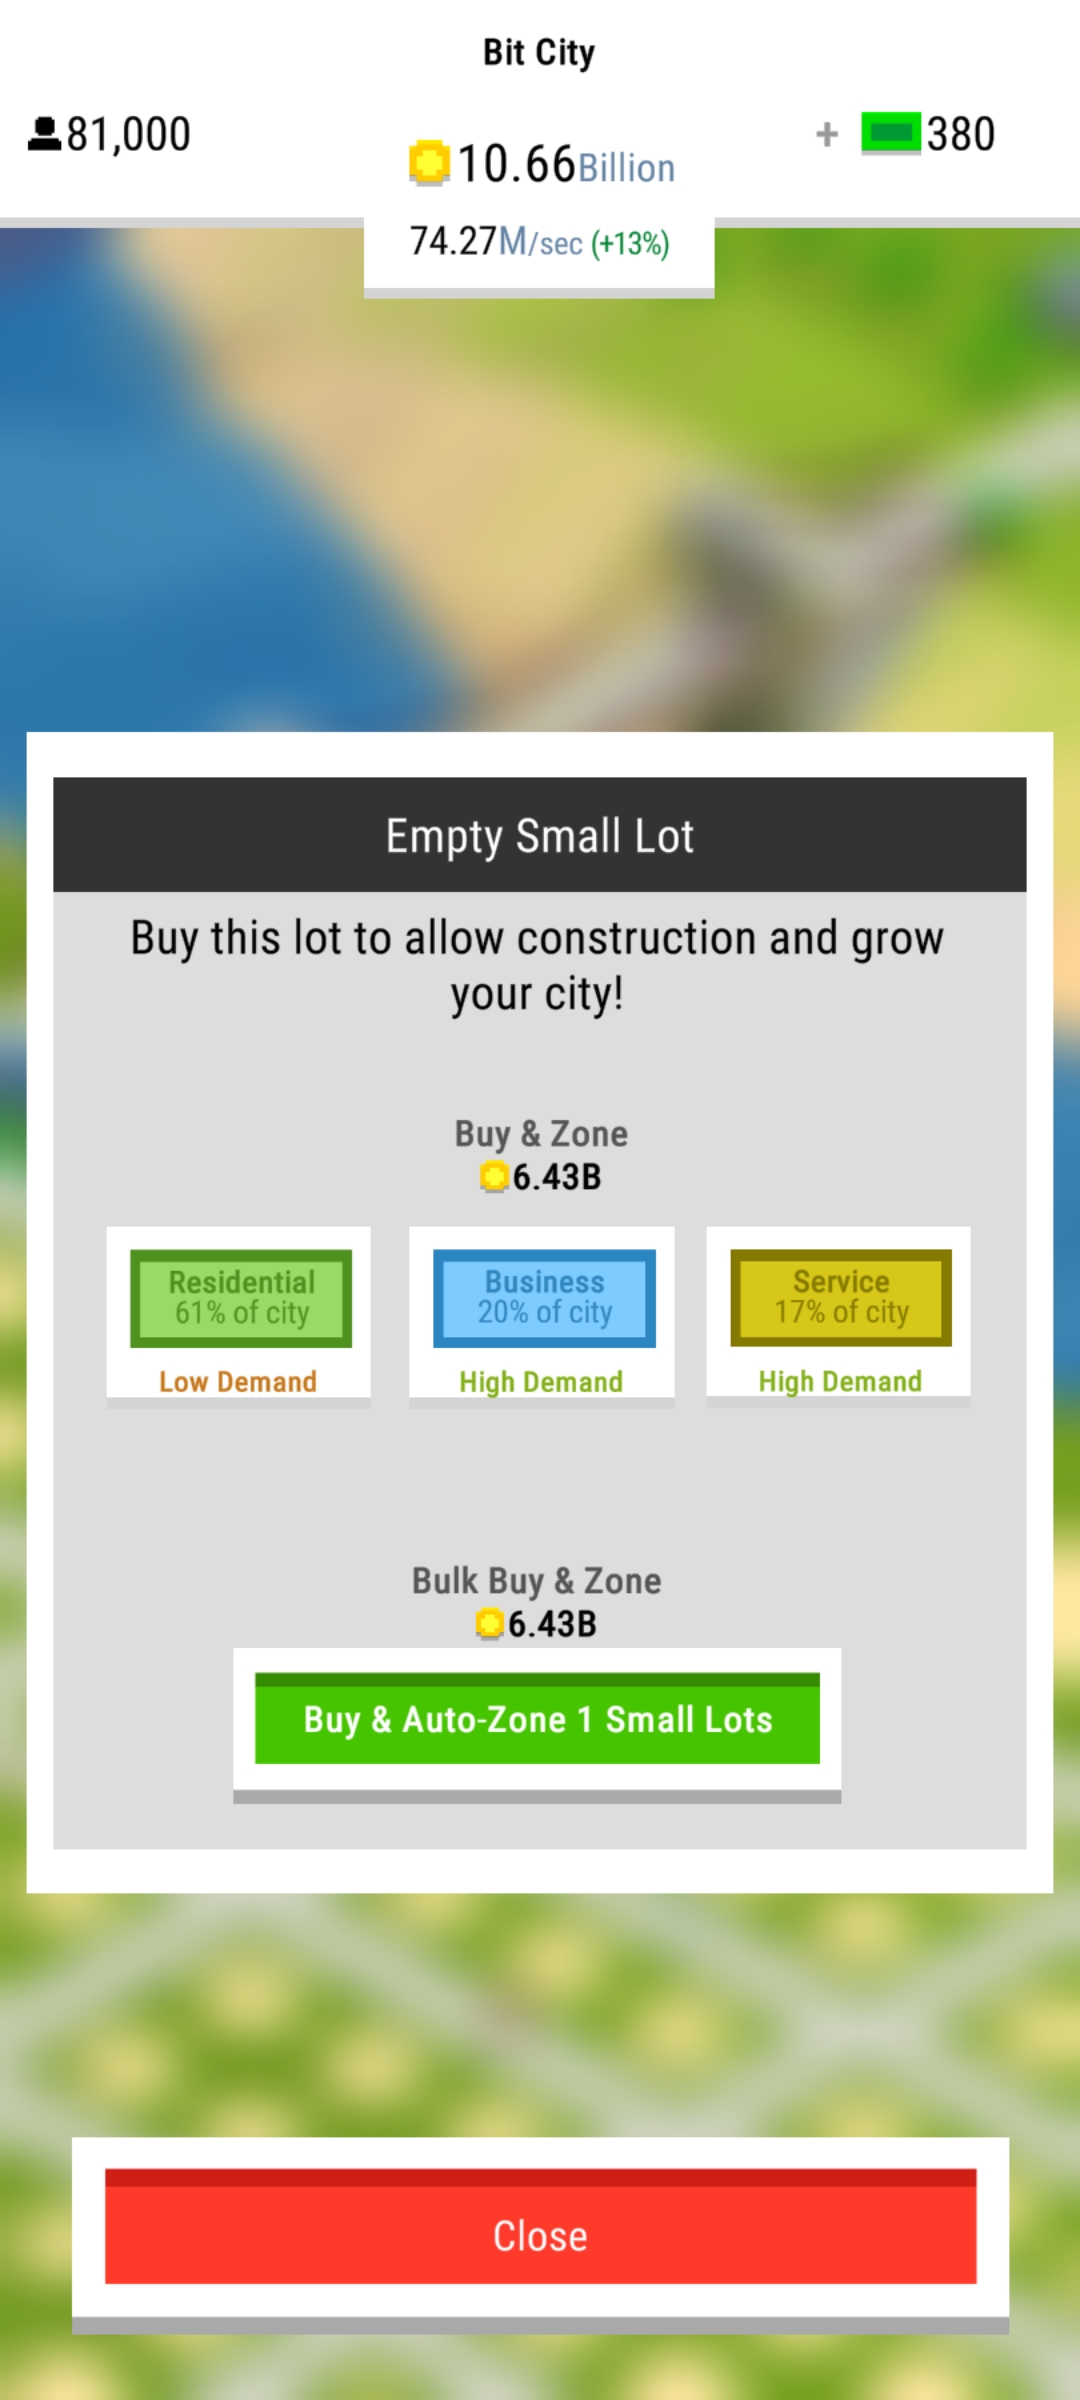 Bit City
81,000
10.66Billion
+ 380
74.27M/sec (+13%)
Empty Small Lot
Buy this lot to allow construction and grow
your city!
Buy & Zone
6.43B
Residential
61% of city
Low Demand
Business
20% of city
High Demand
Service
17% of city
High Demand
Bulk Buy & Zone
6.43B
Buy & Auto-Zone 1 Small Lots
Close